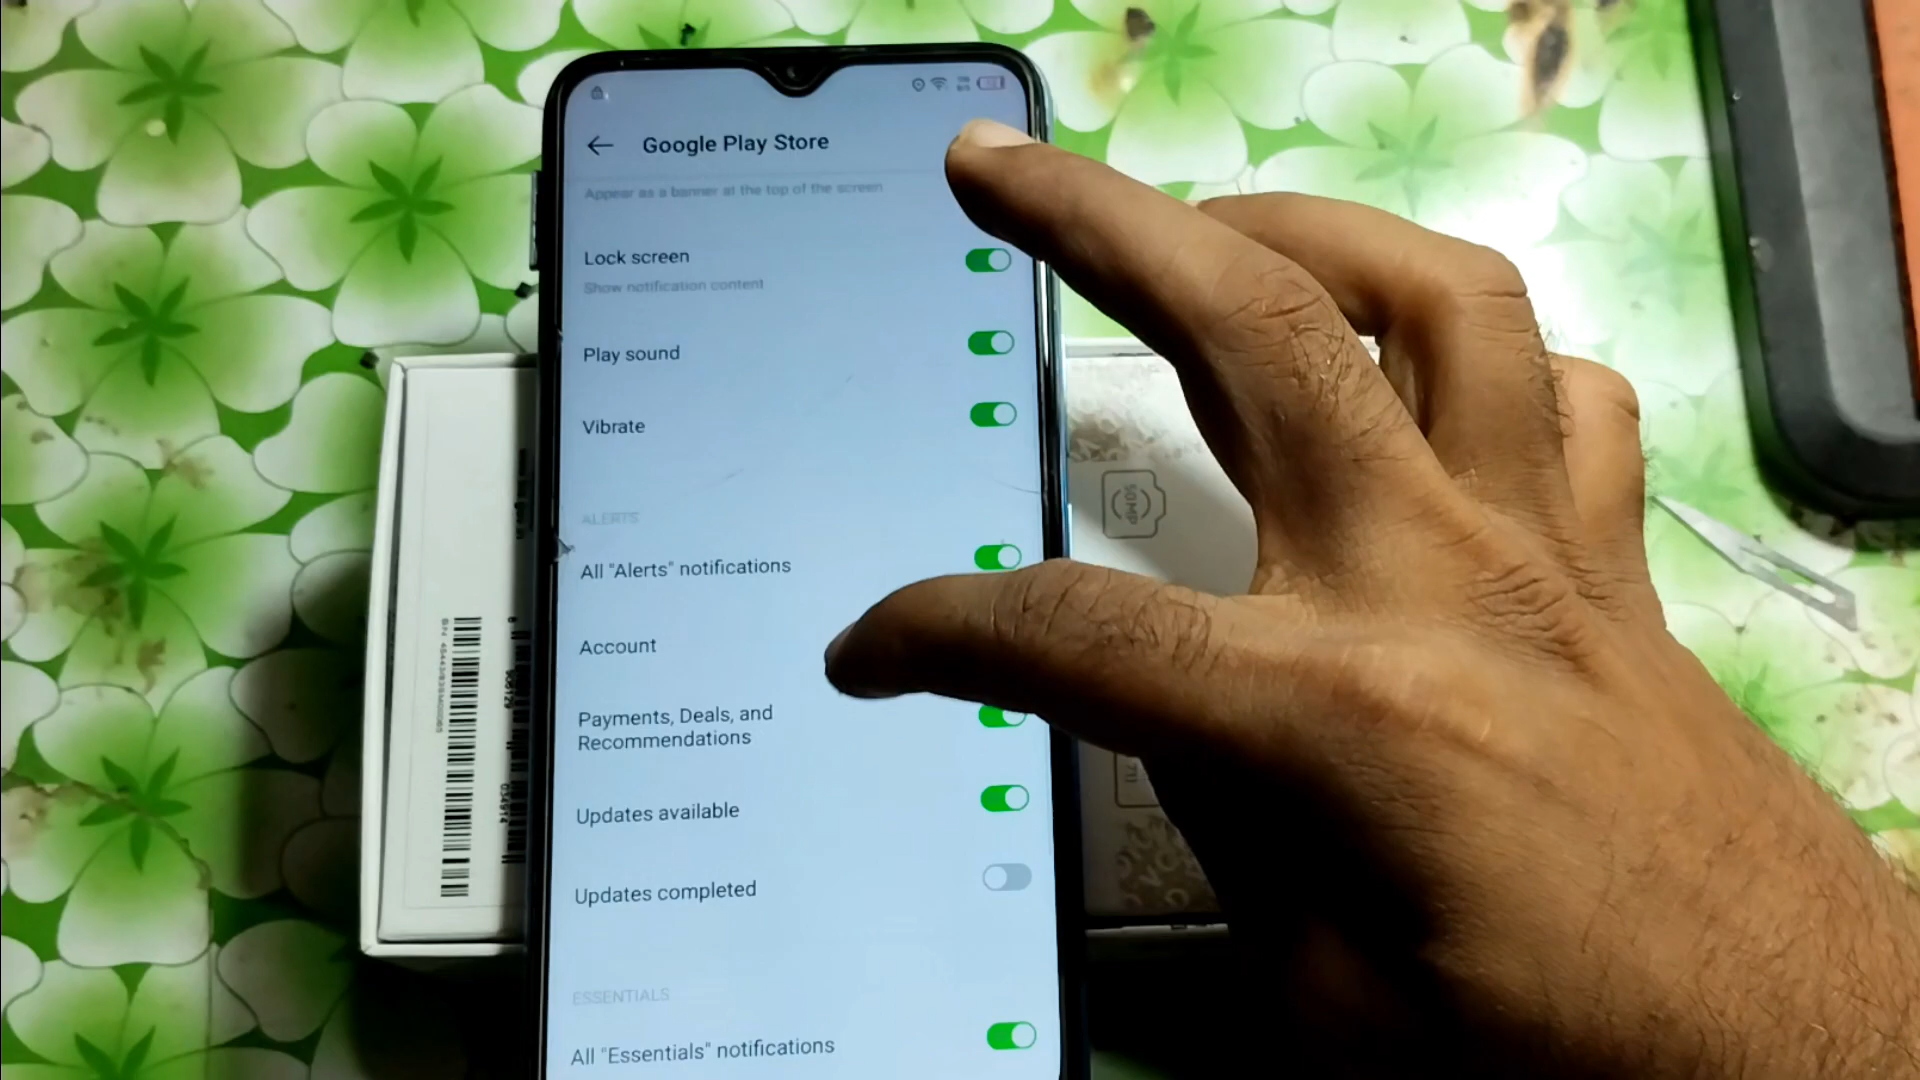 Google Play Store
Appear as a banner at the top of the screen
Lock screen
Show notification content
Play sound
Vibrate
ALERTS
All "Alerts" notifications
Account
Payments, Deals, and
Recommendations
Updates available
Updates completed
ESSENTIALS
All "Essentials" notifications
50MP